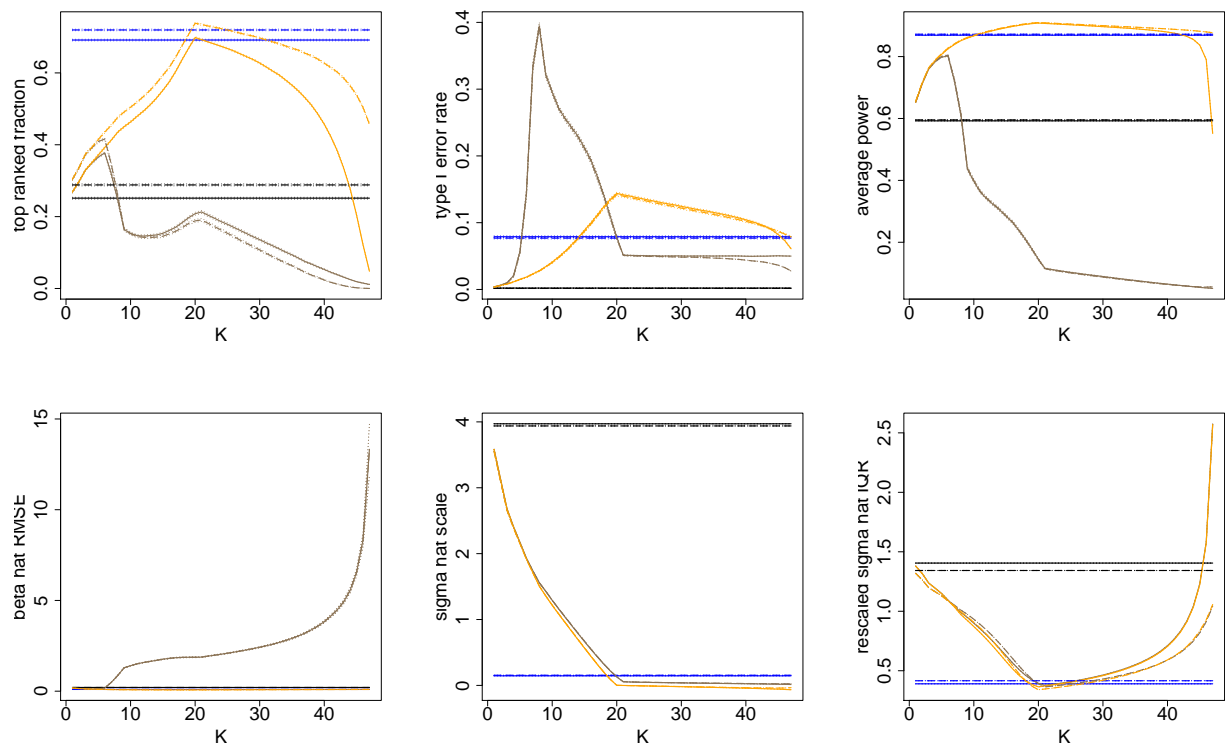 top ranked fraction
0.0 0.2 0.4 0.6
0 10 20 30 40
K
type I error rate
0.0 0.1 0.2 0.3 0.4
0 10 20 30 40
K
average power
0.2 0.4 0.6 0.8
0 10 20 30 40
K
beta hat RMSE
0 5 10 15
0 10 20 30 40
K
sigma hat scale
0 1 2 3 4
0 10 20 30 40
K
rescaled sigma hat IQR
0.5 1.0 1.5 2.0 2.5
0 10 20 30 40
K